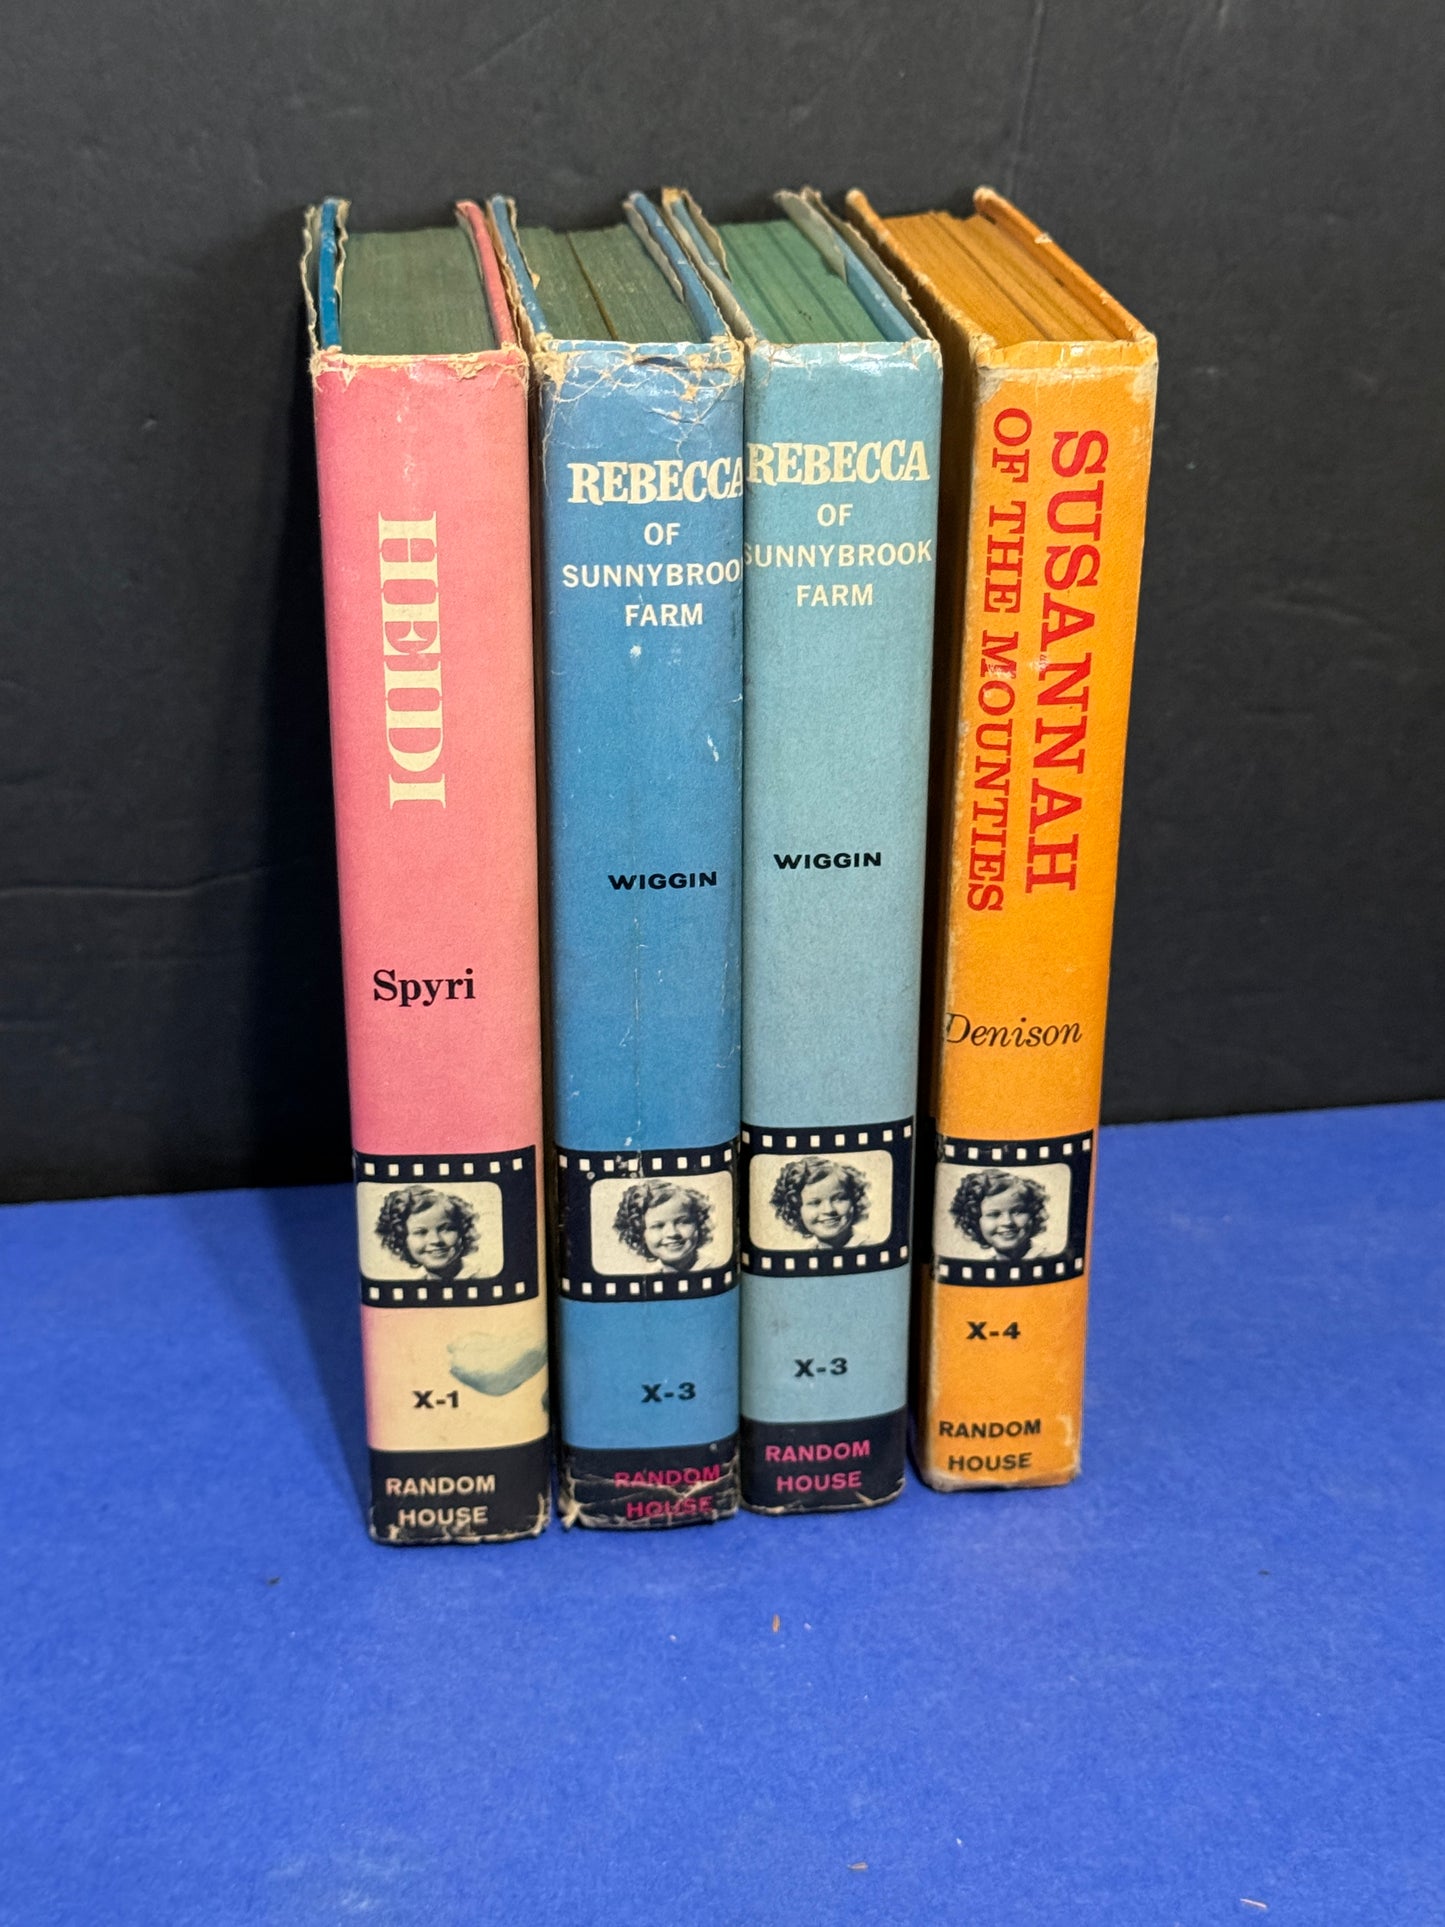 HEIDI
Spyri
X-1
RANDOM
HOUSE
REBECCA
OF
SUNNYBROOK
FARM
WIGGIN
X-3
RANDOM
HOUSE
REBECCA
OF
SUNNYBROOK
FARM
WIGGIN
X-3
RANDOM
HOUSE
SUSANNAH
OF THE MOUNTIES
Denison
X-4
RANDOM
HOUSE